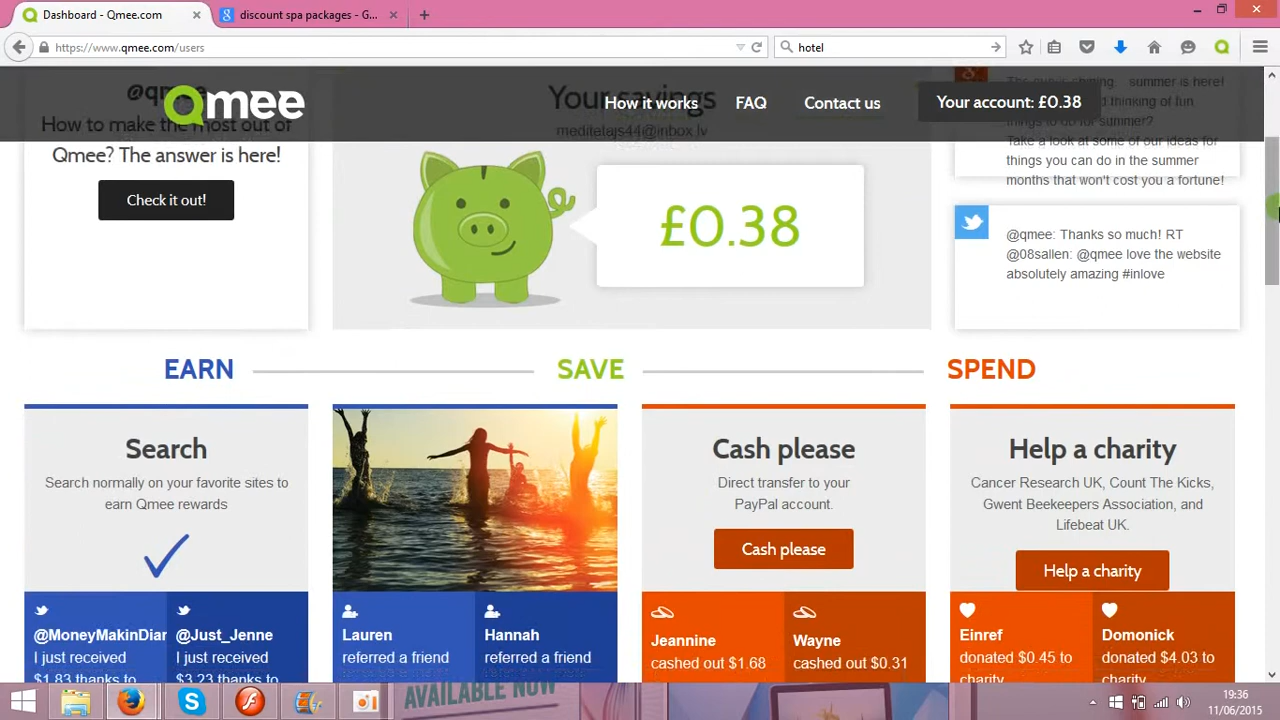 Dashboard - Qmee.com
discount spa packages - G...
https://www.qmee.com/users
hotel
Qmee
How it works
FAQ
Contact us
Your account: £0.38
@qmee
How to make the most out of
Qmee? The answer is here!
Check it out!
Your savings
meditatajs44@inbox.lv
£0.38
summer is here!
thinking of fun
things to do for summer?
Take a look at some of our ideas for
things you can do in the summer
months that won't cost you a fortune!
@qmee: Thanks so much! RT
@08sallen: @qmee love the website
absolutely amazing #inlove
EARN
SAVE
SPEND
Search
Search normally on your favorite sites to
earn Qmee rewards
@MoneyMakinDiar
I just received
$1.83 thanks to
@Just_Jenne
I just received
$3.23 thanks to
Lauren
referred a friend
Hannah
referred a friend
Cash please
Direct transfer to your
PayPal account.
Cash please
Jeannine
cashed out $1.68
Wayne
cashed out $0.31
Help a charity
Cancer Research UK, Count The Kicks,
Gwent Beekeepers Association, and
Lifebeat UK.
Help a charity
Einref
donated $0.45 to
charity
Domonick
donated $4.03 to
charity
AVAILABLE NOW
19:36
11/06/2015